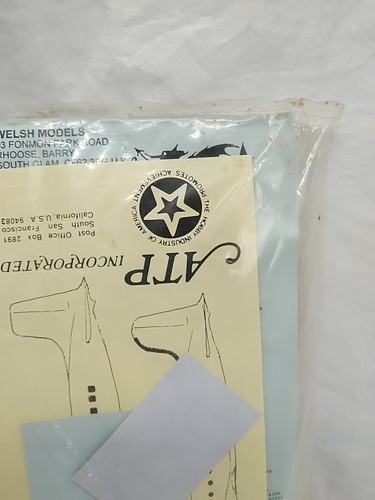 WELSH MODELS
3 FONMON PARK ROAD
RHOOSE, BARRY
SOUTH GLAM.
THE HOBBY INDUSTRY OF AMERICA
PROMOTES ACHIEVMENT
ATP
INCORPORATED
Post Office Box 2891
South San Francisco
California, U.S.A. 94083